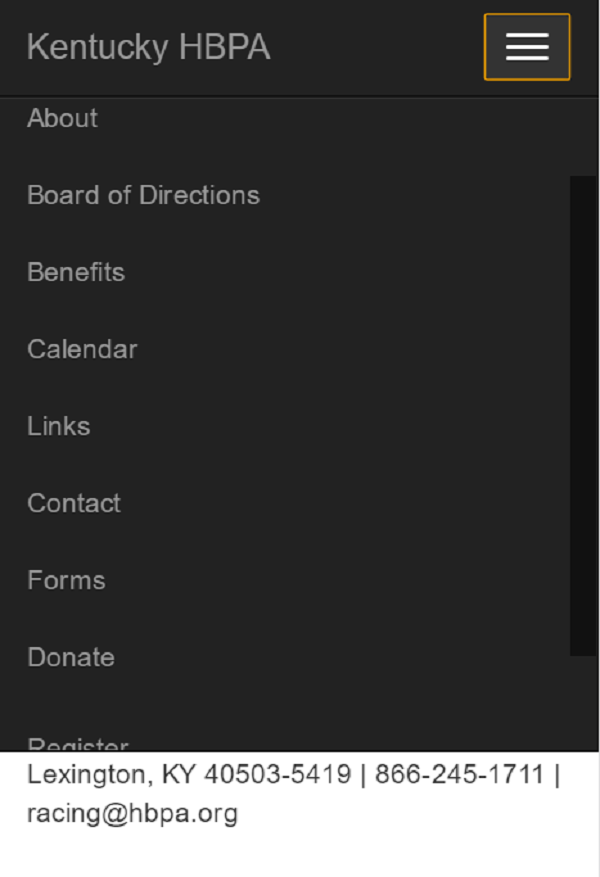 Kentucky HBPA
About
Board of Directions
Benefits
Calendar
Links
Contact
Forms
Donate
Register
Lexington, KY 40503-5419 | 866-245-1711 |
racing@hbpa.org